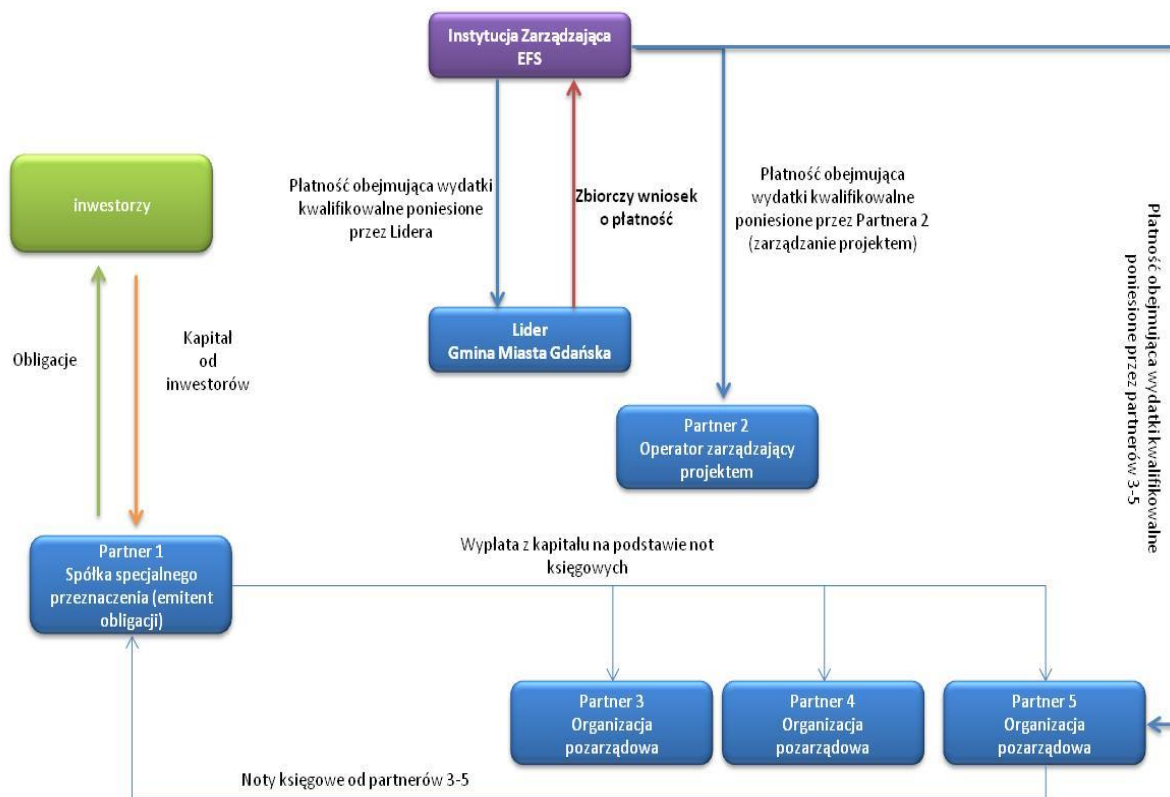 Instytucja Zarządzająca
EFS
inwestorzy
Płatność obejmująca wydatki
kwalifikowalne poniesione
przez Lidera
Zbiorczy wniosek
o płatność
Płatność obejmująca
wydatki kwalifikowalne
poniesione przez Partnera 2
(zarządzanie projektem)
Płatność obejmująca wydatki kwalifikowalne
poniesione przez partnerów 3-5
Obligacje
Kapitał
od
inwestorów
Lider
Gmina Miasta Gdańska
Partner 2
Operator zarządzający
projektem
Partner 1
Spółka specjalnego
przeznaczenia (emitent
obligacji)
Wypłata z kapitału na podstawie not
księgowych
Partner 3
Organizacja
pozarządowa
Partner 4
Organizacja
pozarządowa
Partner 5
Organizacja
pozarządowa
Noty księgowe od partnerów 3-5